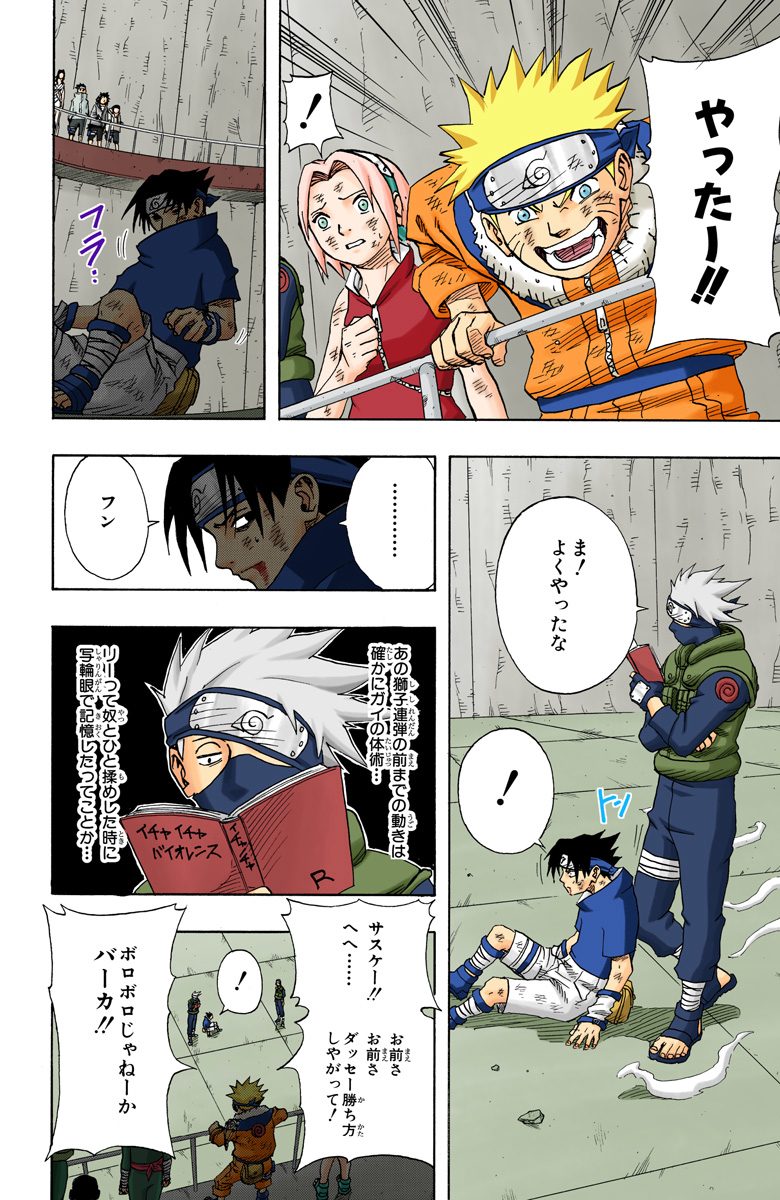 やったー!!
!
フラ…
ま!
よくやったな
!
トッ
…………
フン
あの獅子連弾の前までの動きは
確かにガイの体術…
リーって奴とひと揉めした時に
写輪眼で記憶したってことか…
イチャイチャ
バイオレンス
イチャイチャ
R
サスケー!!
へへ……
お前さ
お前さ
ダッセー勝ち方
しやがって!
!
ボロボロじゃねーか
バーカ!!